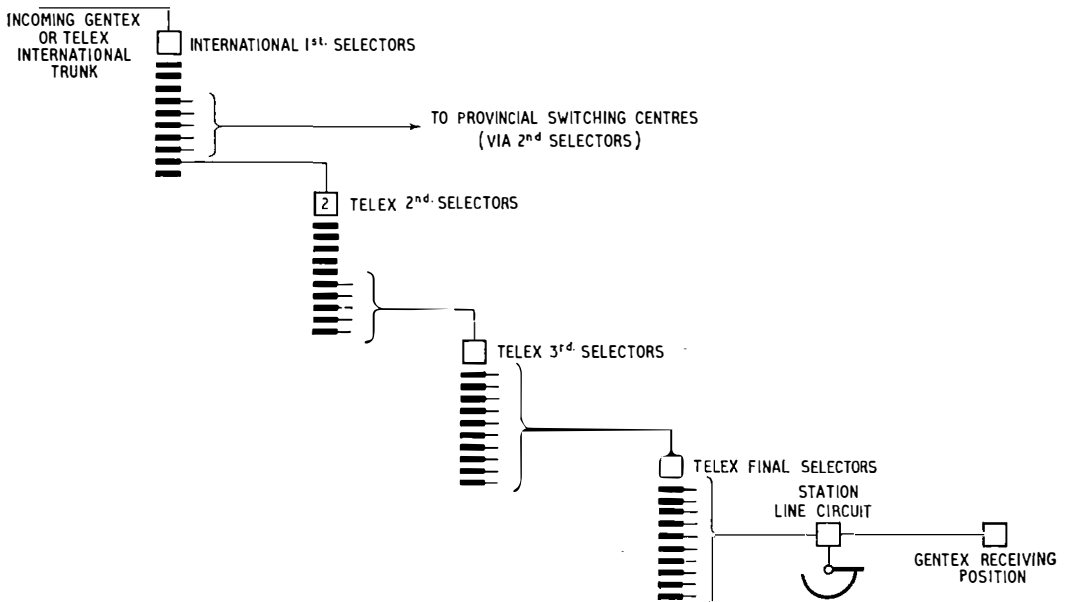 INCOMING GENTEX
OR TELEX
INTERNATIONAL
TRUNK
INTERNATIONAL 1st. SELECTORS
TO PROVINCIAL SWITCHING CENTRES
(VIA 2nd SELECTORS)
2
TELEX 2nd. SELECTORS
TELEX 3rd. SELECTORS
TELEX FINAL SELECTORS
STATION
LINE CIRCUIT
GENTEX RECEIVING
POSITION